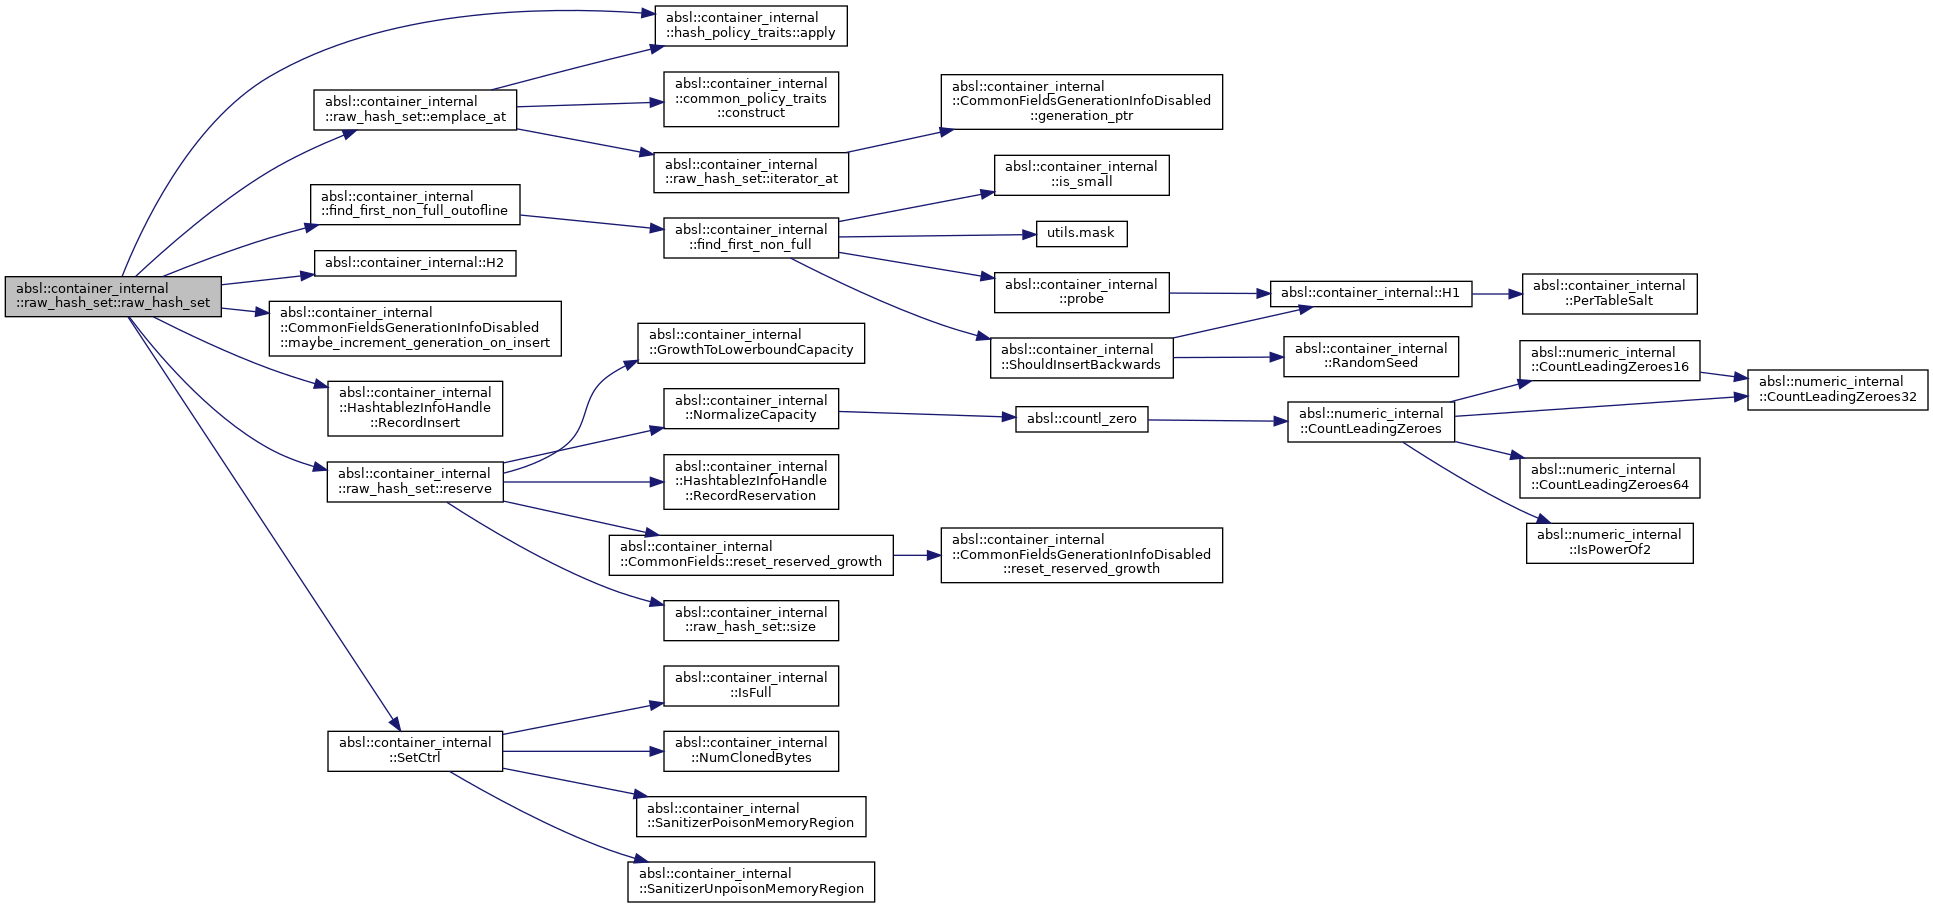 absl::container_internal
::raw_hash_set::raw_hash_set
absl::container_internal
::hash_policy_traits::apply
absl::container_internal
::raw_hash_set::emplace_at
absl::container_internal
::common_policy_traits
::construct
absl::container_internal
::raw_hash_set::iterator_at
absl::container_internal
::CommonFieldsGenerationInfoDisabled
::generation_ptr
absl::container_internal
::find_first_non_full_outofline
absl::container_internal
::find_first_non_full
absl::container_internal
::is_small
utils.mask
absl::container_internal
::probe
absl::container_internal::H1
absl::container_internal
::PerTableSalt
absl::container_internal
::ShouldInsertBackwards
absl::container_internal
::RandomSeed
absl::container_internal::H2
absl::container_internal
::CommonFieldsGenerationInfoDisabled
::maybe_increment_generation_on_insert
absl::container_internal
::HashtablezInfoHandle
::RecordInsert
absl::container_internal
::raw_hash_set::reserve
absl::container_internal
::GrowthToLowerboundCapacity
absl::container_internal
::NormalizeCapacity
absl::countl_zero
absl::numeric_internal
::CountLeadingZeroes
absl::numeric_internal
::CountLeadingZeroes16
absl::numeric_internal
::CountLeadingZeroes32
absl::numeric_internal
::CountLeadingZeroes64
absl::numeric_internal
::IsPowerOf2
absl::container_internal
::HashtablezInfoHandle
::RecordReservation
absl::container_internal
::CommonFields::reset_reserved_growth
absl::container_internal
::CommonFieldsGenerationInfoDisabled
::reset_reserved_growth
absl::container_internal
::raw_hash_set::size
absl::container_internal
::SetCtrl
absl::container_internal
::IsFull
absl::container_internal
::NumClonedBytes
absl::container_internal
::SanitizerPoisonMemoryRegion
absl::container_internal
::SanitizerUnpoisonMemoryRegion